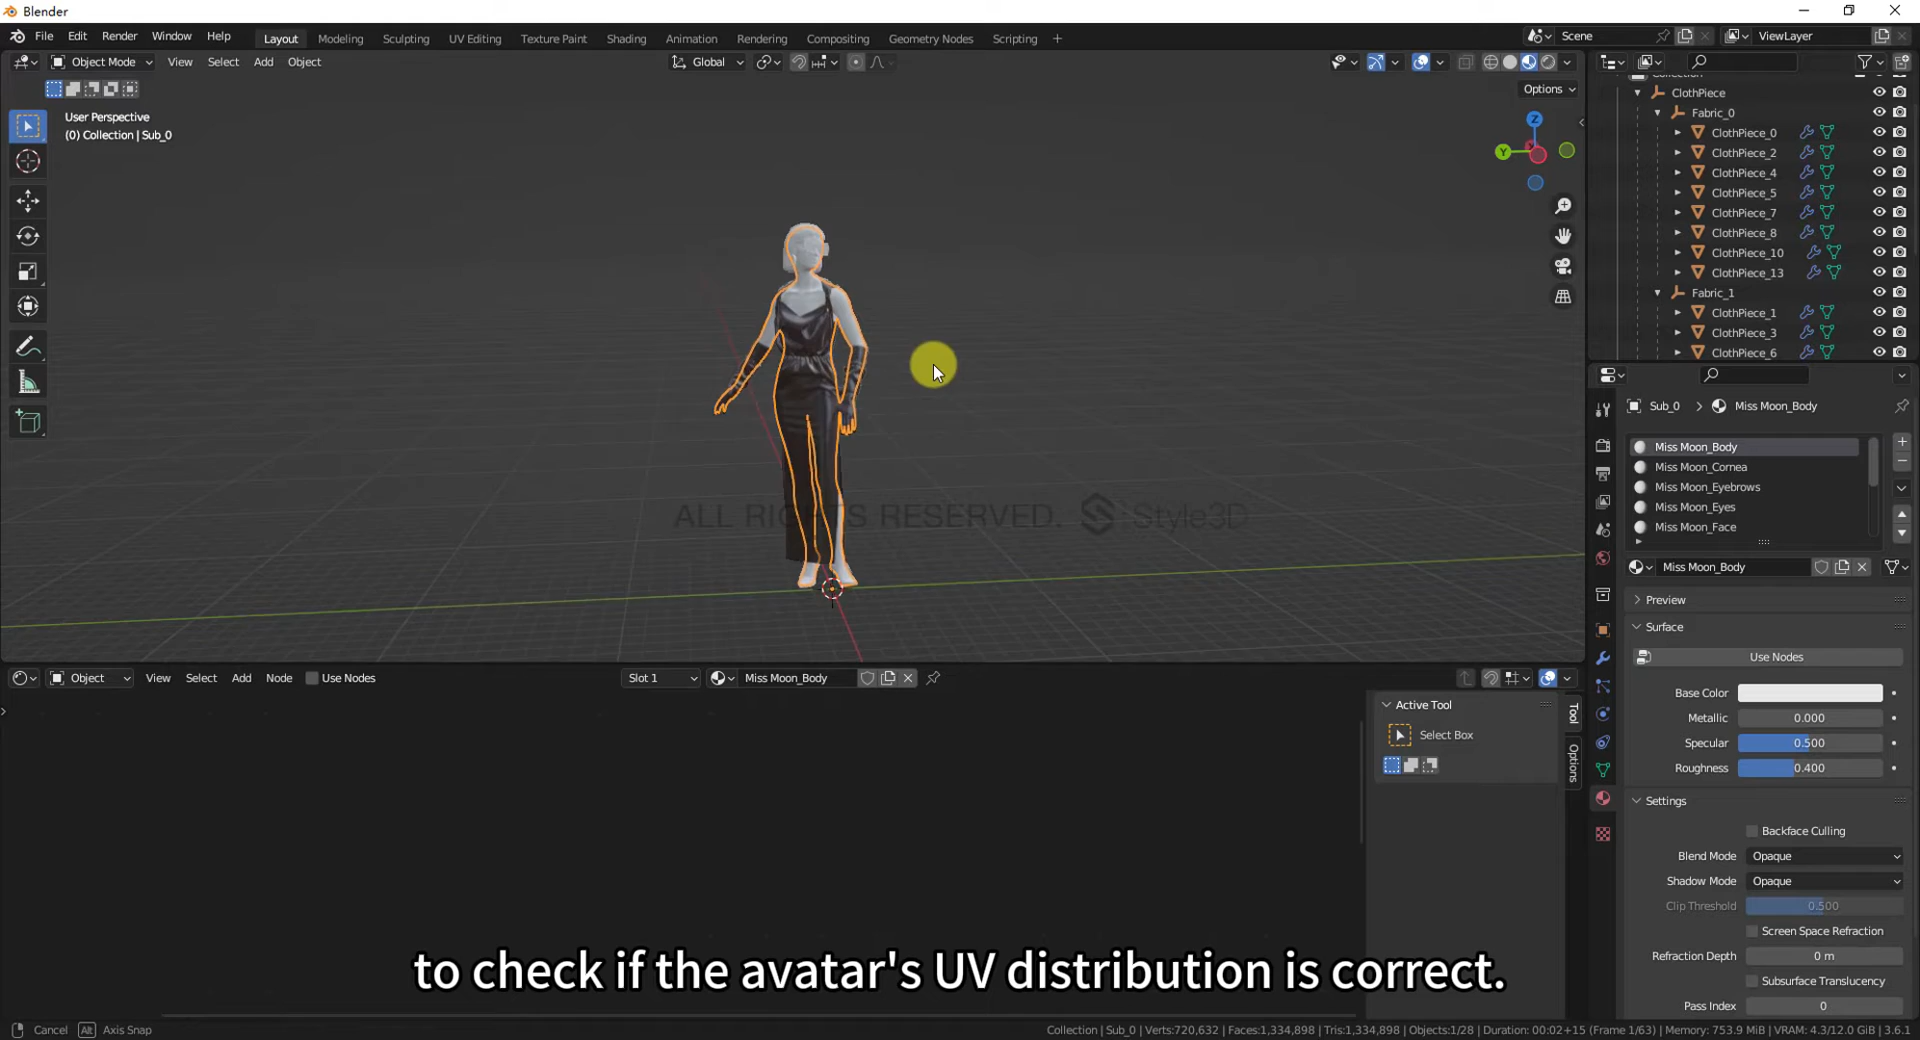 Blender
File Edit Render Window Help Layout Modeling Sculpting UV Editing Texture Paint Shading Animation Rendering Compositing Geometry Nodes Scripting + Scene ViewLayer
Object Mode View Select Add Object Global
Options
User Perspective
(0) Collection | Sub_0
Z
Y
ALL RIGHTS RESERVED. Style3D
Collection
ClothPiece
Fabric_0
ClothPiece_0
ClothPiece_2
ClothPiece_4
ClothPiece_5
ClothPiece_7
ClothPiece_8
ClothPiece_10
ClothPiece_13
Fabric_1
ClothPiece_1
ClothPiece_3
ClothPiece_6
Sub_0 > Miss Moon_Body
Miss Moon_Body
Miss Moon_Cornea
Miss Moon_Eyebrows
Miss Moon_Eyes
Miss Moon_Face
Miss Moon_Body
Preview
Surface
Use Nodes
Base Color
Metallic 0.000
Specular 0.500
Roughness 0.400
Settings
Backface Culling
Blend Mode Opaque
Shadow Mode Opaque
Clip Threshold 0.500
Screen Space Refraction
Refraction Depth 0 m
Subsurface Translucency
Pass Index 0
Object View Select Add Node Use Nodes Slot 1 Miss Moon_Body
Active Tool
Select Box
Tool
Options
to check if the avatar's UV distribution is correct.
Cancel Alt Axis Snap
Collection | Sub_0 | Verts:720,632 | Faces:1,334,898 | Tris:1,334,898 | Objects:1/28 | Duration: 00:02+15 (Frame 1/63) | Memory: 753.9 MiB | VRAM: 4.3/12.0 GiB | 3.6.1